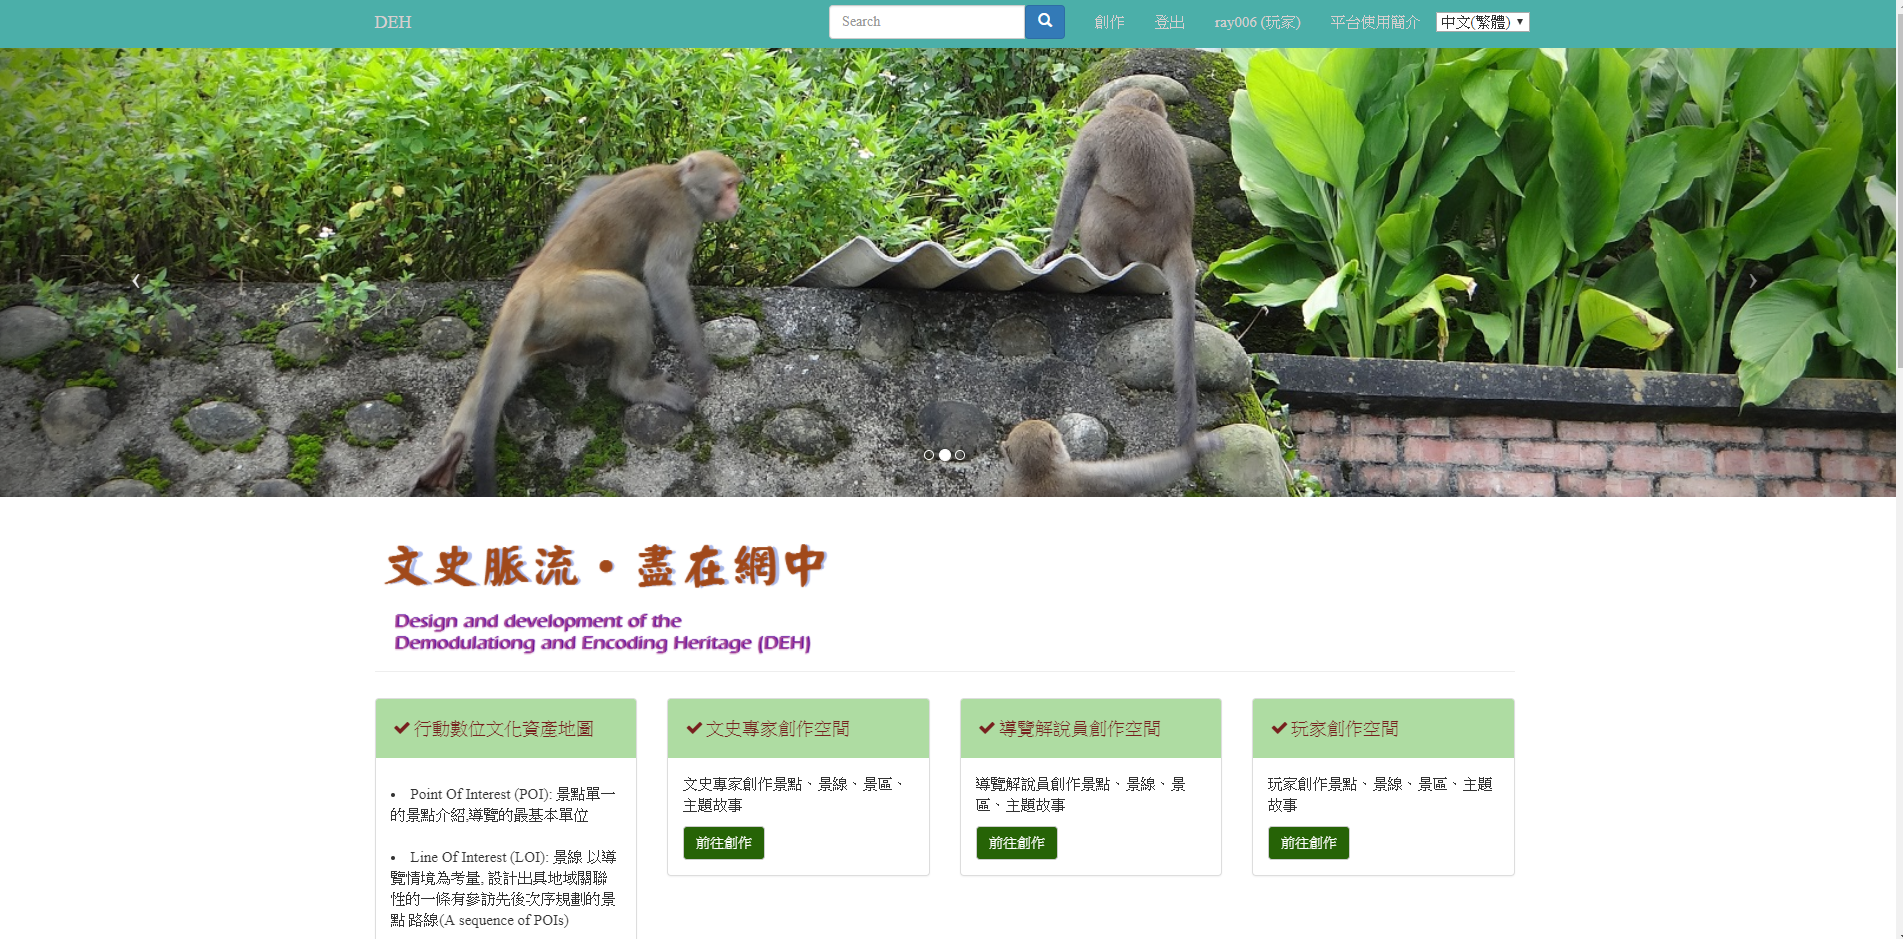 DEH
Search
創作
登出
ray006 (玩家)
平台使用簡介
中文(繁體)
文史脈流・盡在網中
Design and development of the
Demodulationg and Encoding Heritage (DEH)
行動數位文化資產地圖
• Point Of Interest (POI): 景點單一
的景點介紹,導覽的最基本單位
• Line Of Interest (LOI): 景線 以導
覽情境為考量, 設計出具地域關聯
性的一條有參訪先後次序規劃的景
點 路線(A sequence of POIs)
文史專家創作空間
文史專家創作景點、景線、景區、
主題故事
前往創作
導覽解說員創作空間
導覽解說員創作景點、景線、景
區、主題故事
前往創作
玩家創作空間
玩家創作景點、景線、景區、主題
故事
前往創作